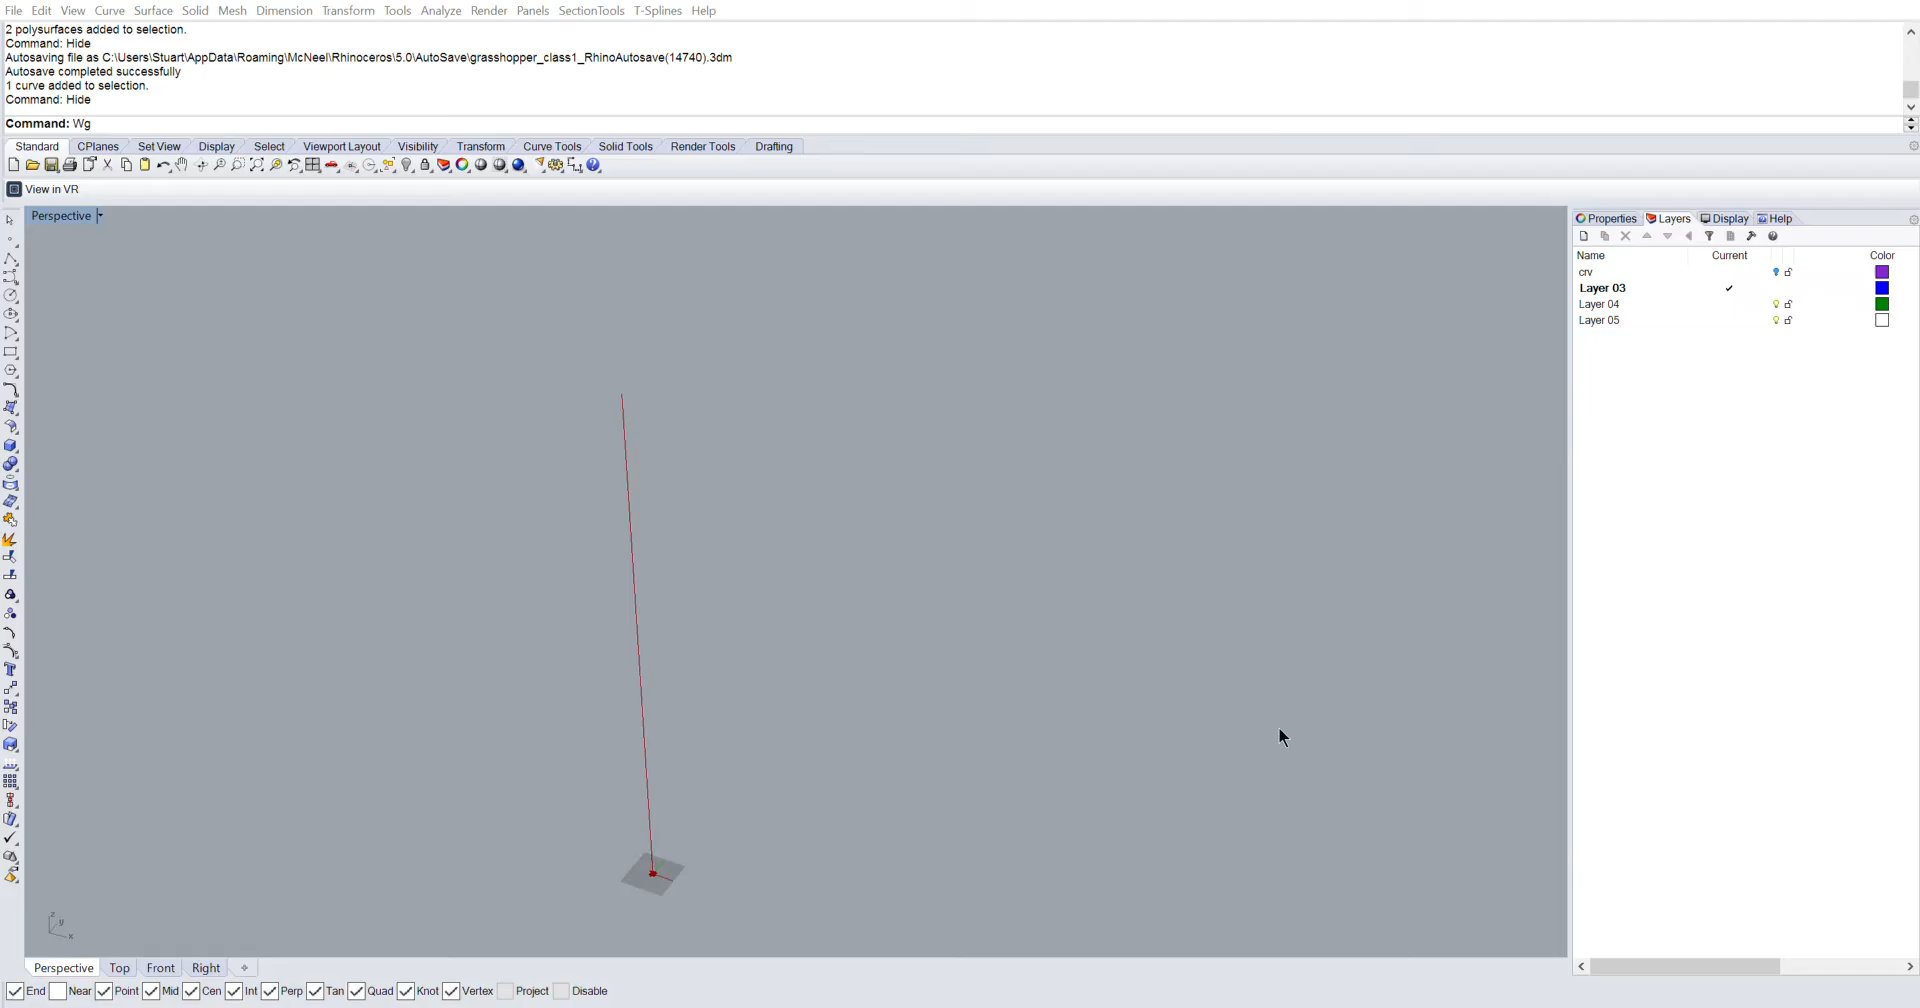 File Edit View Curve Surface Solid Mesh Dimension Transform Tools Analyze Render Panels SectionTools T-Splines Help
2 polysurfaces added to selection.
Command: Hide
Autosaving file as C:\Users\Stuart\AppData\Roaming\McNeel\Rhinoceros\5.0\AutoSave\grasshopper_class1_RhinoAutosave(14740).3dm
Autosave completed successfully
1 curve added to selection.
Command: Hide
Command: Wg
Standard CPlanes Set View Display Select Viewport Layout Visibility Transform Curve Tools Solid Tools Render Tools Drafting
View in VR
Perspective
Properties Layers Display Help
Name Current Color
crv
Layer 03
Layer 04
Layer 05
z
y
x
Perspective Top Front Right
End Near Point Mid Cen Int Perp Tan Quad Knot Vertex Project Disable